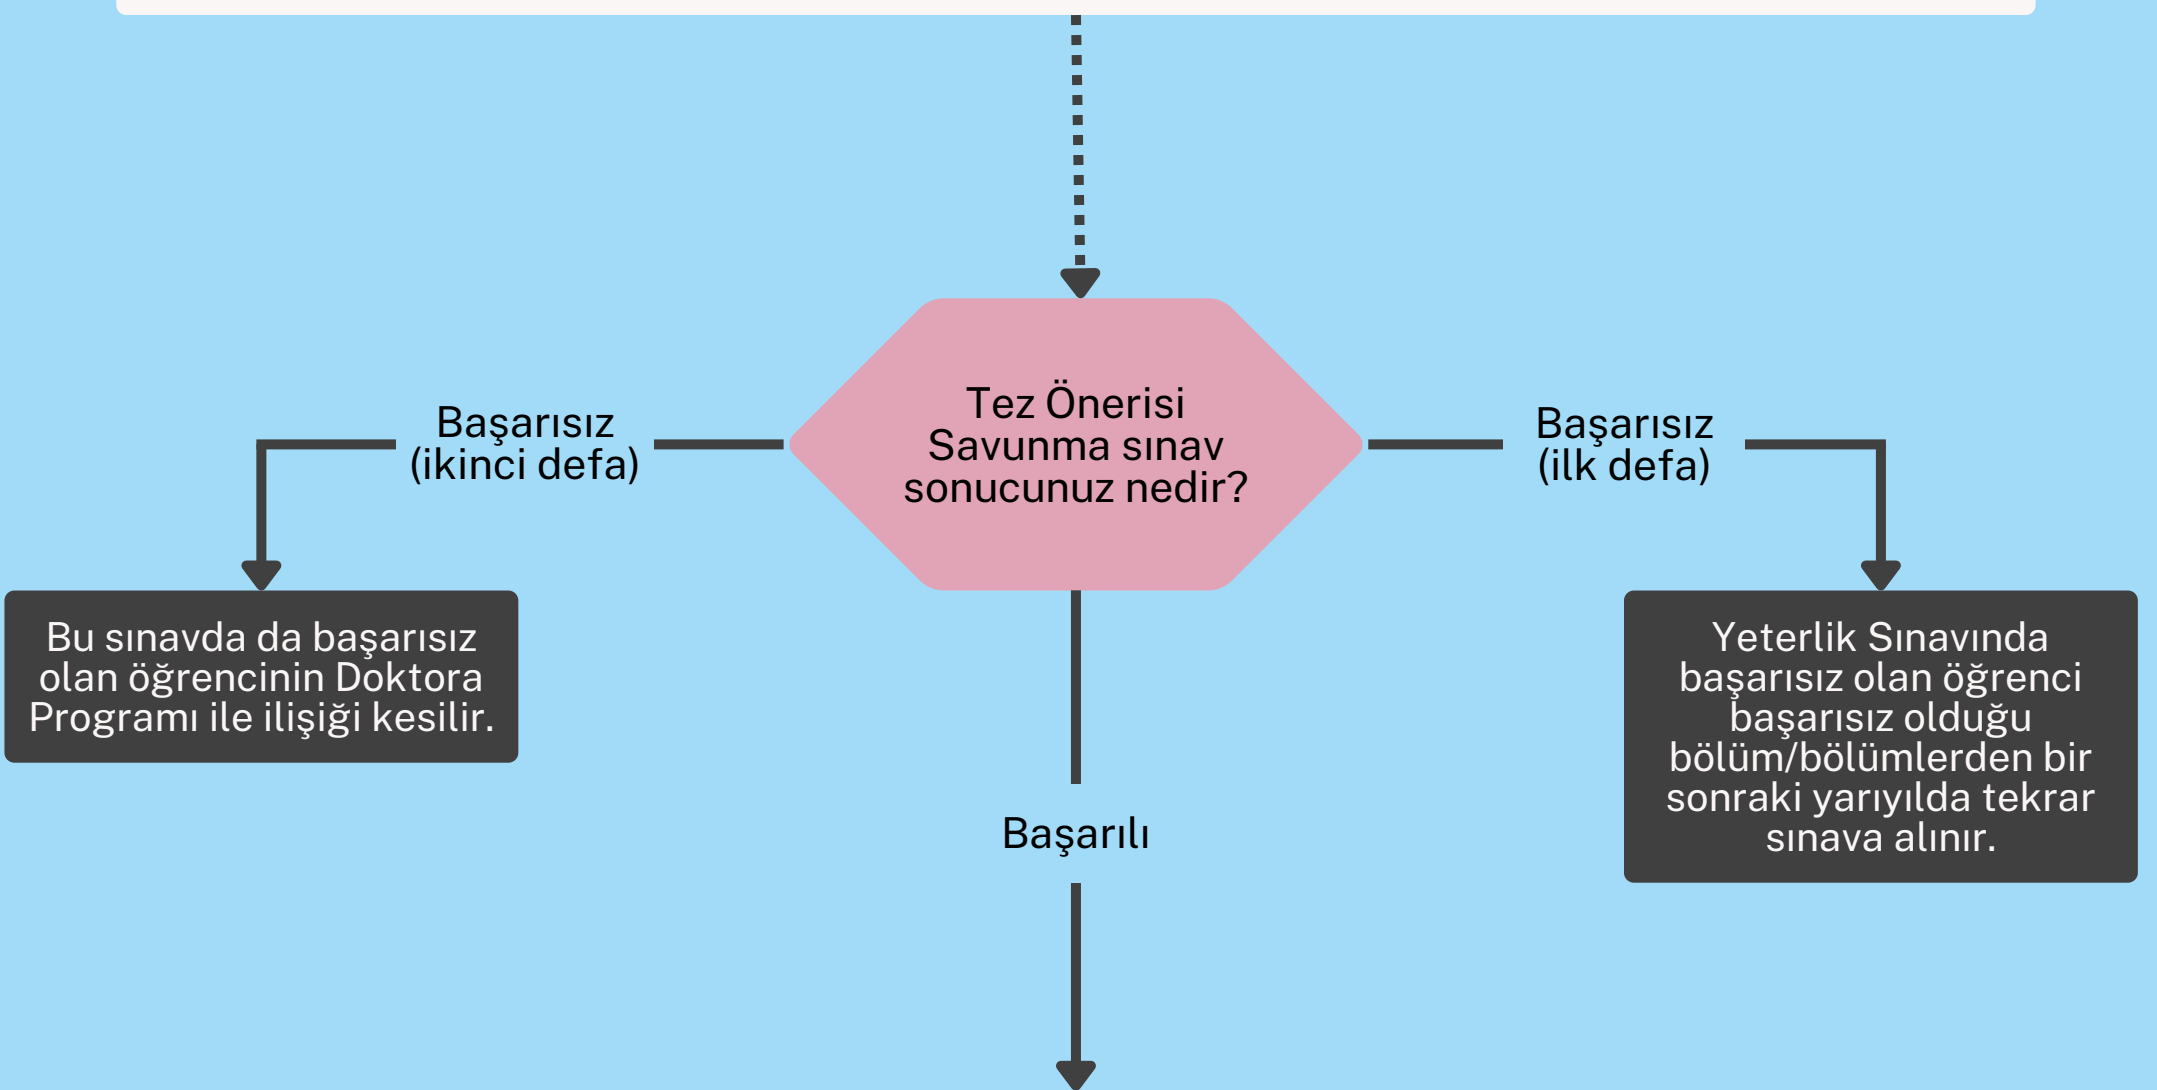 Tez Önerisi
Savunma sınav
sonucunuz nedir?
Başarısız
(ikinci defa)
Başarısız
(ilk defa)
Bu sınavda da başarısız
olan öğrencinin Doktora
Programı ile ilişiği kesilir.
Yeterlik Sınavında
başarısız olan öğrenci
başarısız olduğu
bölüm/bölümlerden bir
sonraki yarıyılda tekrar
sınava alınır.
Başarılı